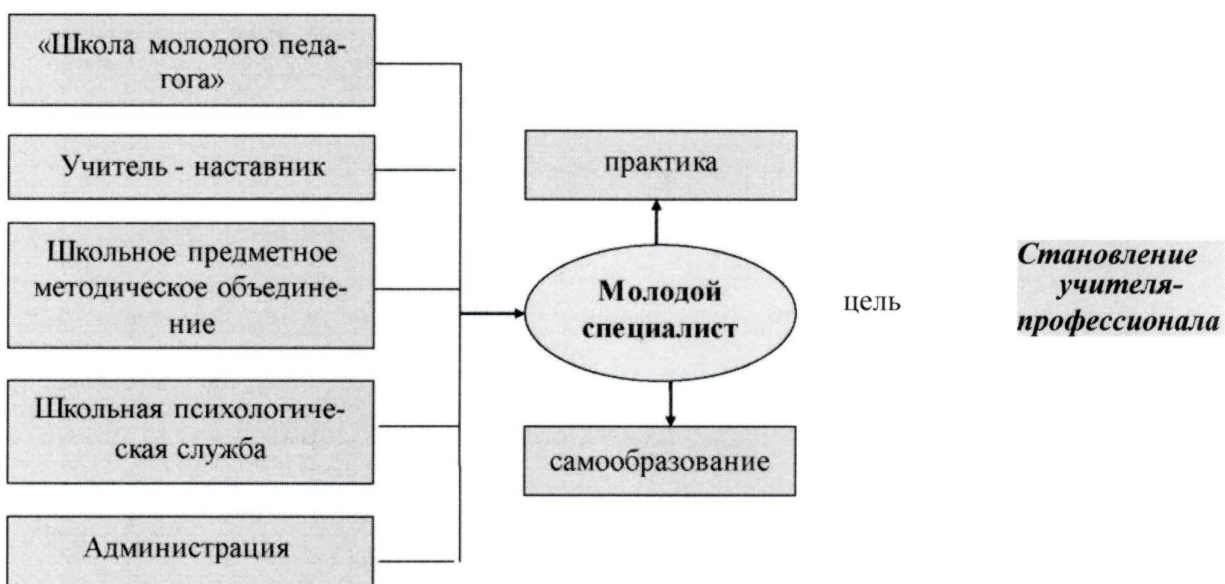 «Школа молодого педа-
гога»
Учитель - наставник
Школьное предметное
методическое объедине-
ние
Школьная психологиче-
ская служба
Администрация
практика
Молодой
специалист
самообразование
цель
Становление
учителя-
профессионала